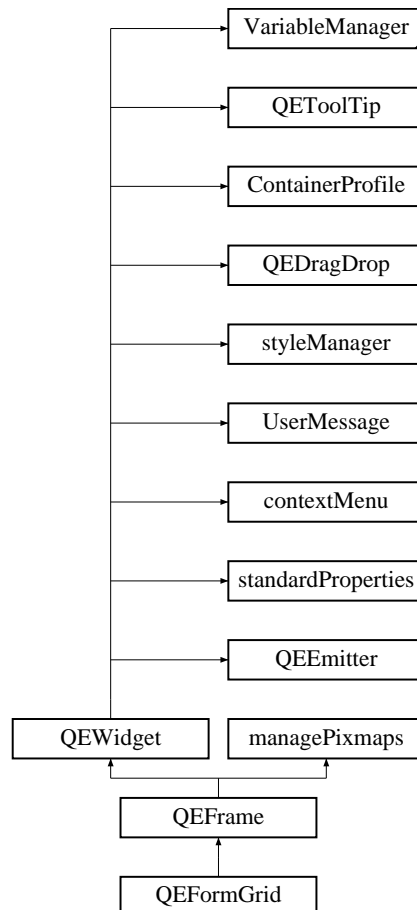 VariableManager
QEToolTip
ContainerProfile
QEDragDrop
styleManager
UserMessage
contextMenu
standardProperties
QEEmitter
QEWidget
managePixmaps
QEFrame
QEFormGrid